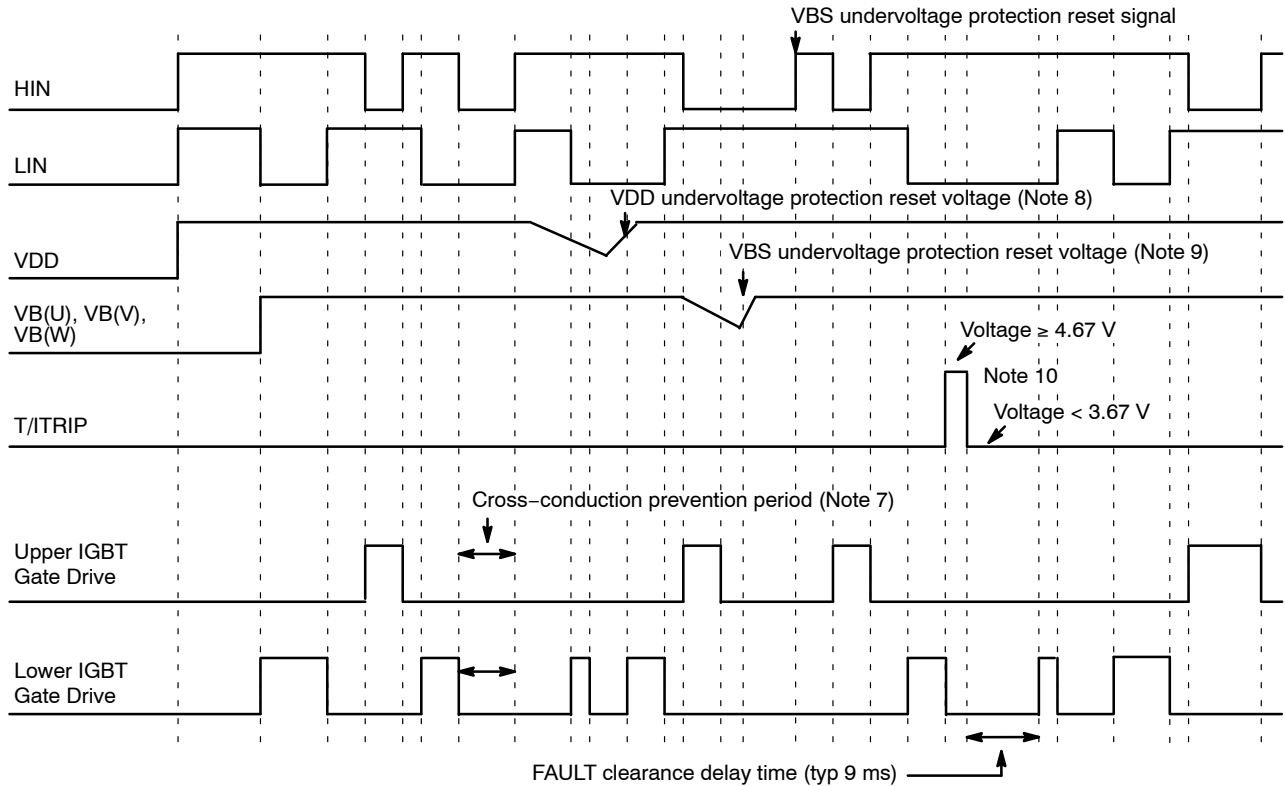 VBS undervoltage protection reset signal
HIN
LIN
VDD undervoltage protection reset voltage (Note 8)
VDD
VBS undervoltage protection reset voltage (Note 9)
VB(U), VB(V),
VB(W)
Voltage ≥ 4.67 V
Note 10
Voltage < 3.67 V
T/ITRIP
Cross−conduction prevention period (Note 7)
Upper IGBT
Gate Drive
Lower IGBT
Gate Drive
FAULT clearance delay time (typ 9 ms)